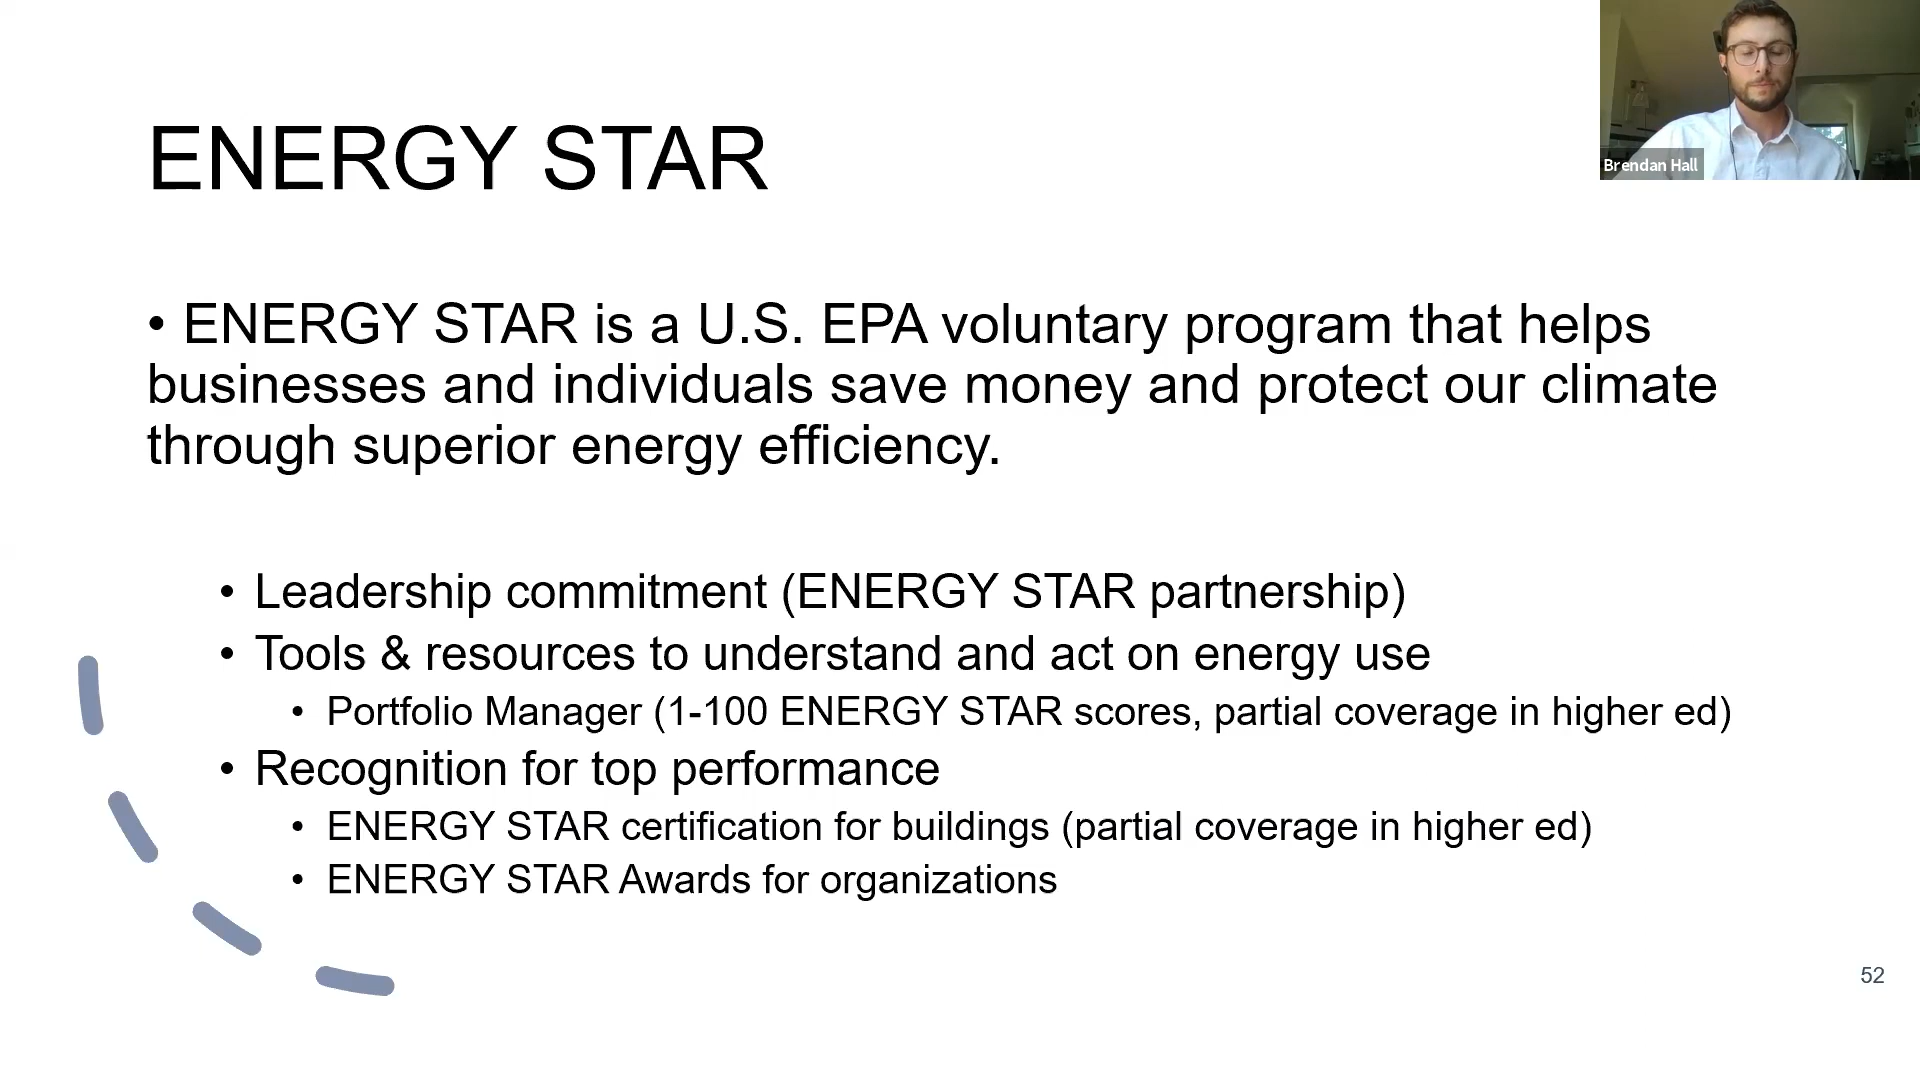 Brendan Hall
ENERGY STAR
• ENERGY STAR is a U.S. EPA voluntary program that helps
businesses and individuals save money and protect our climate
through superior energy efficiency.
• Leadership commitment (ENERGY STAR partnership)
• Tools & resources to understand and act on energy use
• Portfolio Manager (1-100 ENERGY STAR scores, partial coverage in higher ed)
• Recognition for top performance
• ENERGY STAR certification for buildings (partial coverage in higher ed)
• ENERGY STAR Awards for organizations
52